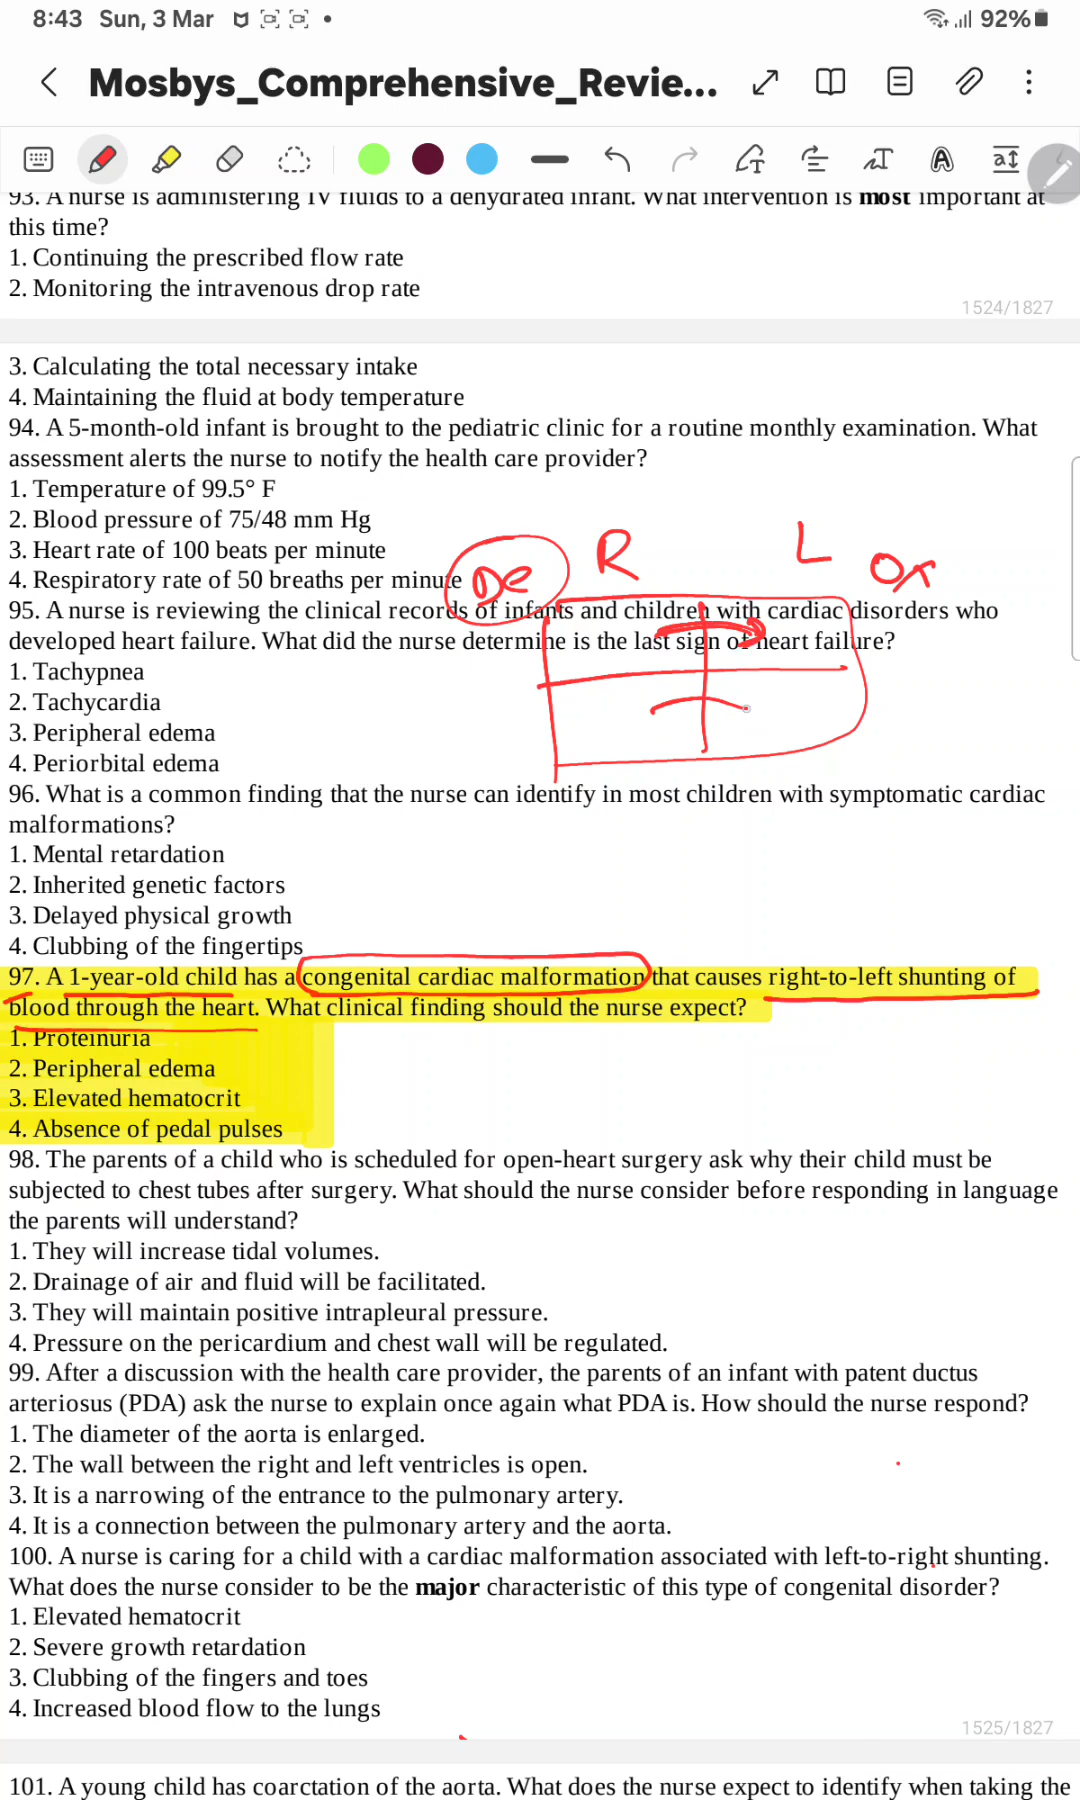 8:43 Sun, 3 Mar
92%
Mosbys_Comprehensive_Revie...
93. A nurse is administering IV fluids to a dehydrated infant. What intervention is most important at
this time?
1. Continuing the prescribed flow rate
2. Monitoring the intravenous drop rate
1524/1827
3. Calculating the total necessary intake
4. Maintaining the fluid at body temperature
94. A 5-month-old infant is brought to the pediatric clinic for a routine monthly examination. What
assessment alerts the nurse to notify the health care provider?
1. Temperature of 99.5° F
2. Blood pressure of 75/48 mm Hg
R L
3. Heart rate of 100 beats per minute
4. Respiratory rate of 50 breaths per minute
De Ox
95. A nurse is reviewing the clinical records of infants and children with cardiac disorders who
developed heart failure. What did the nurse determine is the last sign of heart failure?
1. Tachypnea
2. Tachycardia
3. Peripheral edema
4. Periorbital edema
96. What is a common finding that the nurse can identify in most children with symptomatic cardiac
malformations?
1. Mental retardation
2. Inherited genetic factors
3. Delayed physical growth
4. Clubbing of the fingertips
97. A 1-year-old child has a congenital cardiac malformation that causes right-to-left shunting of
blood through the heart. What clinical finding should the nurse expect?
1. Proteinuria
2. Peripheral edema
3. Elevated hematocrit
4. Absence of pedal pulses
98. The parents of a child who is scheduled for open-heart surgery ask why their child must be
subjected to chest tubes after surgery. What should the nurse consider before responding in language
the parents will understand?
1. They will increase tidal volumes.
2. Drainage of air and fluid will be facilitated.
3. They will maintain positive intrapleural pressure.
4. Pressure on the pericardium and chest wall will be regulated.
99. After a discussion with the health care provider, the parents of an infant with patent ductus
arteriosus (PDA) ask the nurse to explain once again what PDA is. How should the nurse respond?
1. The diameter of the aorta is enlarged.
2. The wall between the right and left ventricles is open.
3. It is a narrowing of the entrance to the pulmonary artery.
4. It is a connection between the pulmonary artery and the aorta.
100. A nurse is caring for a child with a cardiac malformation associated with left-to-right shunting.
What does the nurse consider to be the major characteristic of this type of congenital disorder?
1. Elevated hematocrit
2. Severe growth retardation
3. Clubbing of the fingers and toes
4. Increased blood flow to the lungs
1525/1827
101. A young child has coarctation of the aorta. What does the nurse expect to identify when taking the